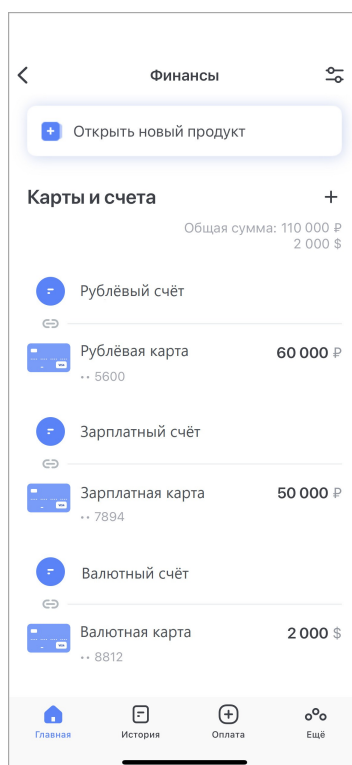 Финансы
Открыть новый продукт
Карты и счета +
Общая сумма: 110 000 ₽
2 000 $
Рублёвый счёт
Рублёвая карта 60 000 ₽
·· 5600
Зарплатный счёт
Зарплатная карта 50 000 ₽
·· 7894
Валютный счёт
Валютная карта 2 000 $
·· 8812
Главная История Оплата Ещё